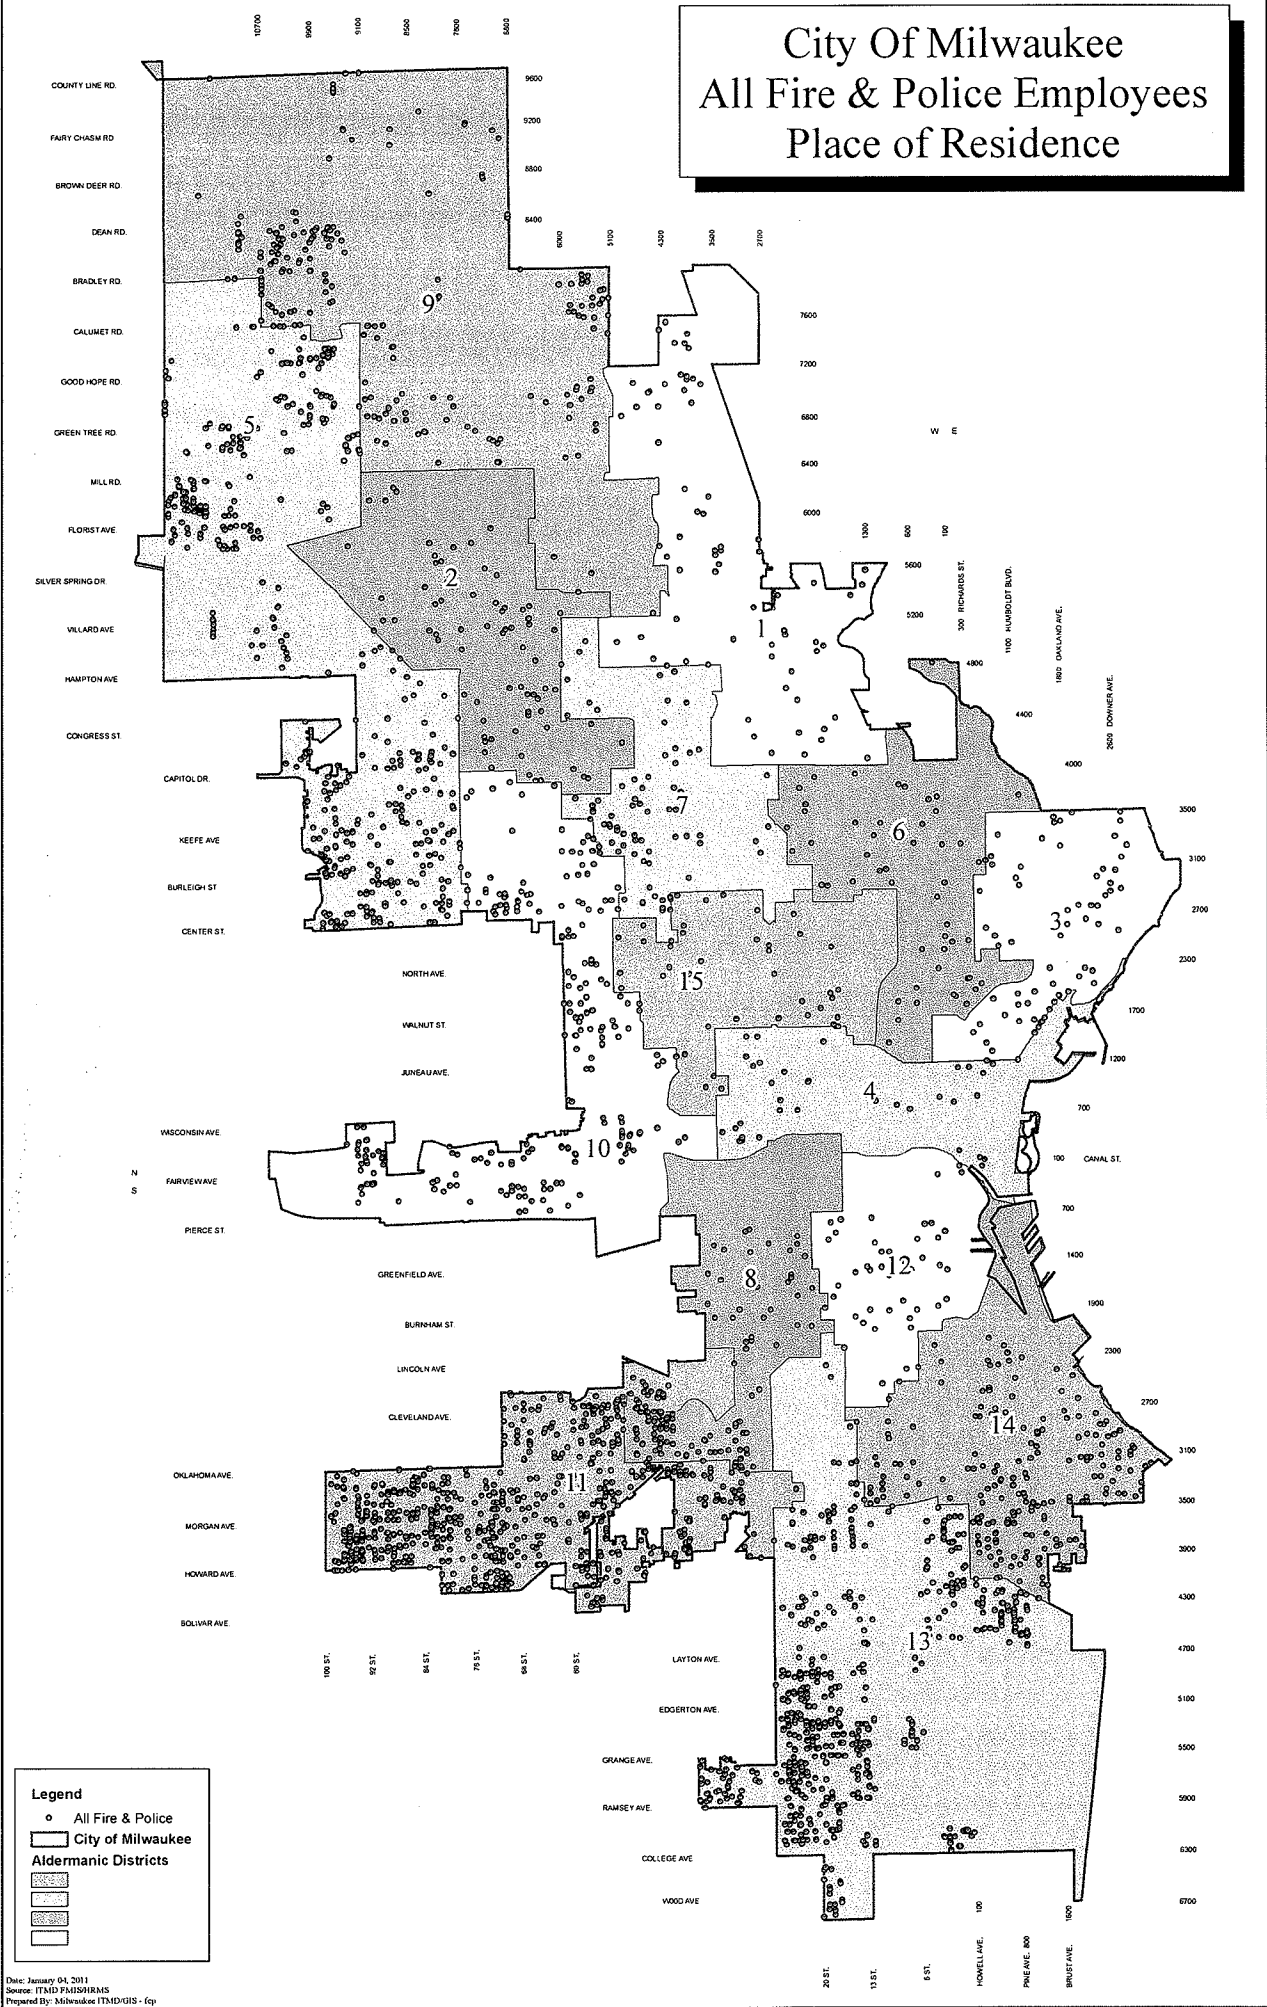 City Of Milwaukee
All Fire & Police Employees
Place of Residence
10700
9900
9100
8500
7600
6800
COUNTY LINE RD.
FAIRY CHASM RD
BROWN DEER RD.
DEAN RD.
BRADLEY RD.
CALUMET RD.
GOOD HOPE RD.
GREEN TREE RD.
MILL RD.
FLORIST AVE.
SILVER SPRING DR.
VILLARD AVE
HAMPTON AVE
CONGRESS ST.
CAPITOL DR.
KEEFE AVE
BURLEIGH ST
CENTER ST.
NORTH AVE.
WALNUT ST.
JUNEAU AVE.
WISCONSIN AVE.
N
S
FAIRVIEW AVE
PIERCE ST.
GREENFIELD AVE.
BURNHAM ST.
LINCOLN AVE
CLEVELAND AVE.
OKLAHOMA AVE.
MORGAN AVE.
HOWARD AVE.
BOLIVAR AVE.
LAYTON AVE.
EDGERTON AVE.
GRANGE AVE.
RAMSEY AVE.
COLLEGE AVE
WOOD AVE
9600
9200
8800
8400
6000
5100
4300
3500
2700
7600
7200
6800
6400
6000
5600
5200
W E
1300
600
100
300 RICHARDS ST.
1100 HUMBOLDT BLVD.
1800 OAKLAND AVE.
2600 DOWNER AVE.
4800
4400
4000
3500
3100
2700
2300
1700
1200
700
100
CANAL ST.
700
1400
1900
2300
2700
3100
3500
3900
4300
4700
5100
5500
5900
6300
6700
9
5
2
1
7
6
3
15
4
10
8
12
14
11
13
100 ST.
92 ST.
84 ST.
76 ST.
68 ST.
60 ST.
20 ST.
13 ST.
6 ST.
HOWELL AVE. 100
PINE AVE. 800
BRUST AVE. 1600
Legend
All Fire & Police
City of Milwaukee
Aldermanic Districts
Date: January 04, 2011
Source: ITMD FMIS/HRMS
Prepared By: Milwaukee ITMD/GIS - fcp